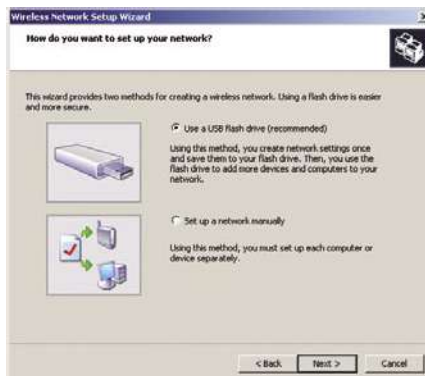 Wireless Network Setup Wizard
How do you want to set up your network?
This wizard provides two methods for creating a wireless network. Using a flash drive is easier
and more secure.
Use a USB flash drive (recommended)
Using this method, you create network settings once
and save them to your flash drive. Then, you use the
flash drive to add more devices and computers to your
network.
Set up a network manually
Using this method, you must set up each computer or
device separately.
< Back
Next >
Cancel